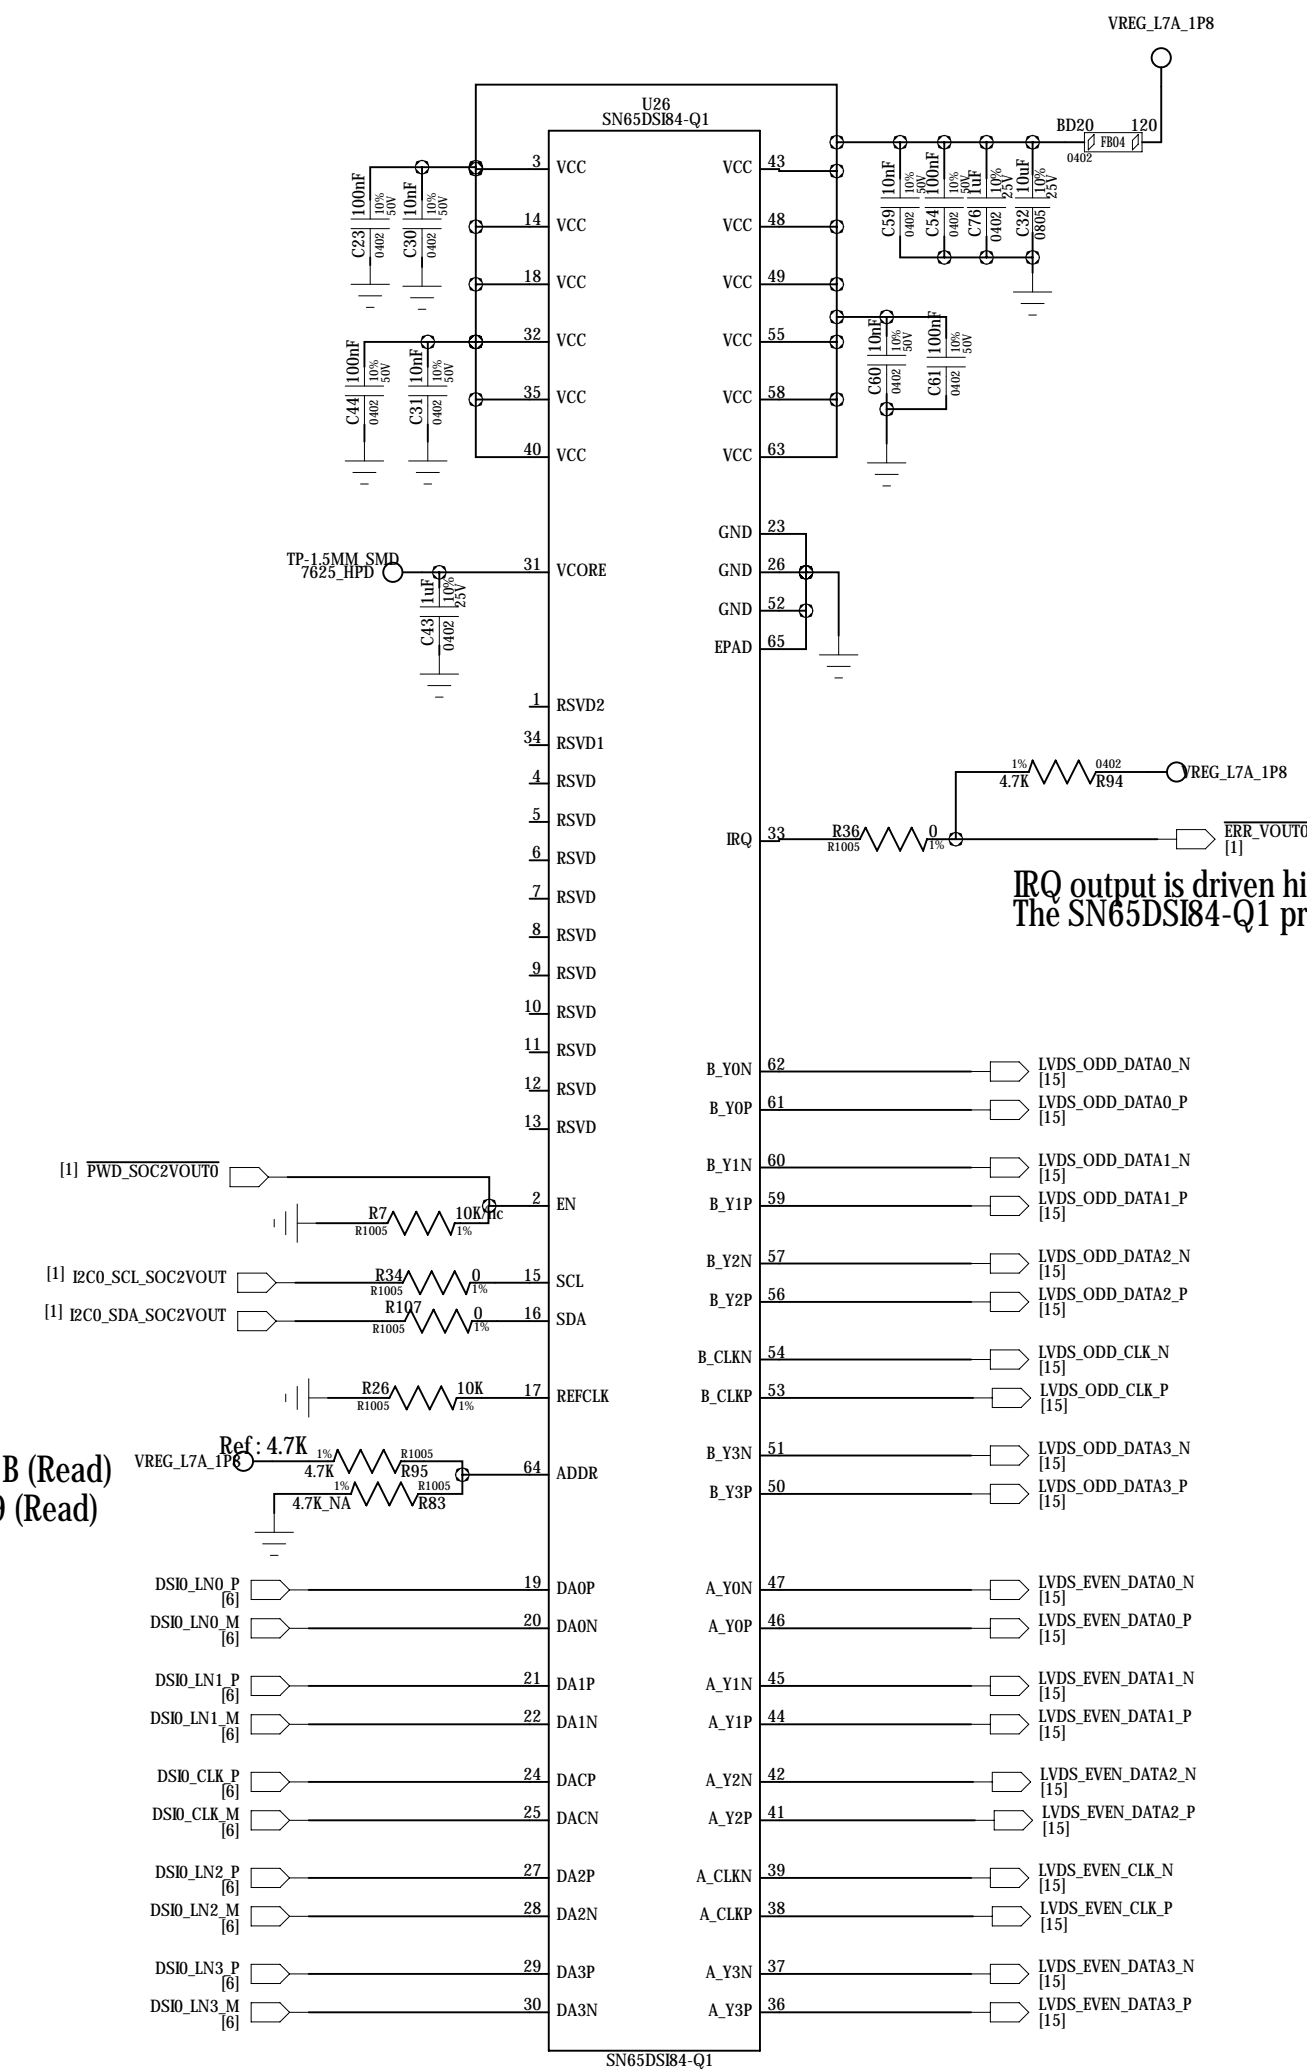 VREG_L7A_1P8
U26
SN65DSI84-Q1
BD20 120
FB04
0402
3 VCC
14 VCC
18 VCC
32 VCC
35 VCC
40 VCC
VCC 43
VCC 48
VCC 49
VCC 55
VCC 58
VCC 63
C23 100nF
0402 10% 50V
C30 10nF
0402 10% 50V
C44 100nF
0402 10% 50V
C31 10nF
0402 10% 50V
C59 10nF
0402 10% 50V
C54 100nF
0402 10% 50V
C76 1uF
0402 10% 25V
C32 10uF
0805 10% 25V
C60 10nF
0402 10% 50V
C61 100nF
0402 10% 50V
GND 23
GND 26
GND 52
EPAD 65
TP-1.5MM_SMD
7625_HPD
31 VCORE
C43 1uF
0402 10% 25V
1 RSVD2
34 RSVD1
4 RSVD
5 RSVD
6 RSVD
7 RSVD
8 RSVD
9 RSVD
10 RSVD
11 RSVD
12 RSVD
13 RSVD
1% 0402
4.7K R94
VREG_L7A_1P8
IRQ 33
R36 0
R1005 1%
ERR_VOUT0
[1]
IRQ output is driven hi
The SN65DSI84-Q1 pr
[1] PWD_SOC2VOUT0
2 EN
R7 10K/nc
R1005 1%
[1] I2C0_SCL_SOC2VOUT
R34 0
R1005 1%
15 SCL
[1] I2C0_SDA_SOC2VOUT
R107 0
R1005 1%
16 SDA
R26 10K
R1005 1%
17 REFCLK
B (Read)
9 (Read)
Ref : 4.7K
VREG_L7A_1P8
1% R1005
4.7K R95
1% R1005
4.7K_NA R83
64 ADDR
B_Y0N 62 LVDS_ODD_DATA0_N
[15]
B_Y0P 61 LVDS_ODD_DATA0_P
[15]
B_Y1N 60 LVDS_ODD_DATA1_N
[15]
B_Y1P 59 LVDS_ODD_DATA1_P
[15]
B_Y2N 57 LVDS_ODD_DATA2_N
[15]
B_Y2P 56 LVDS_ODD_DATA2_P
[15]
B_CLKN 54 LVDS_ODD_CLK_N
[15]
B_CLKP 53 LVDS_ODD_CLK_P
[15]
B_Y3N 51 LVDS_ODD_DATA3_N
[15]
B_Y3P 50 LVDS_ODD_DATA3_P
[15]
DSI0_LN0_P 19 DA0P
[6]
DSI0_LN0_M 20 DA0N
[6]
DSI0_LN1_P 21 DA1P
[6]
DSI0_LN1_M 22 DA1N
[6]
DSI0_CLK_P 24 DACP
[6]
DSI0_CLK_M 25 DACN
[6]
DSI0_LN2_P 27 DA2P
[6]
DSI0_LN2_M 28 DA2N
[6]
DSI0_LN3_P 29 DA3P
[6]
DSI0_LN3_M 30 DA3N
[6]
A_Y0N 47 LVDS_EVEN_DATA0_N
[15]
A_Y0P 46 LVDS_EVEN_DATA0_P
[15]
A_Y1N 45 LVDS_EVEN_DATA1_N
[15]
A_Y1P 44 LVDS_EVEN_DATA1_P
[15]
A_Y2N 42 LVDS_EVEN_DATA2_N
[15]
A_Y2P 41 LVDS_EVEN_DATA2_P
[15]
A_CLKN 39 LVDS_EVEN_CLK_N
[15]
A_CLKP 38 LVDS_EVEN_CLK_P
[15]
A_Y3N 37 LVDS_EVEN_DATA3_N
[15]
A_Y3P 36 LVDS_EVEN_DATA3_P
[15]
SN65DSI84-Q1